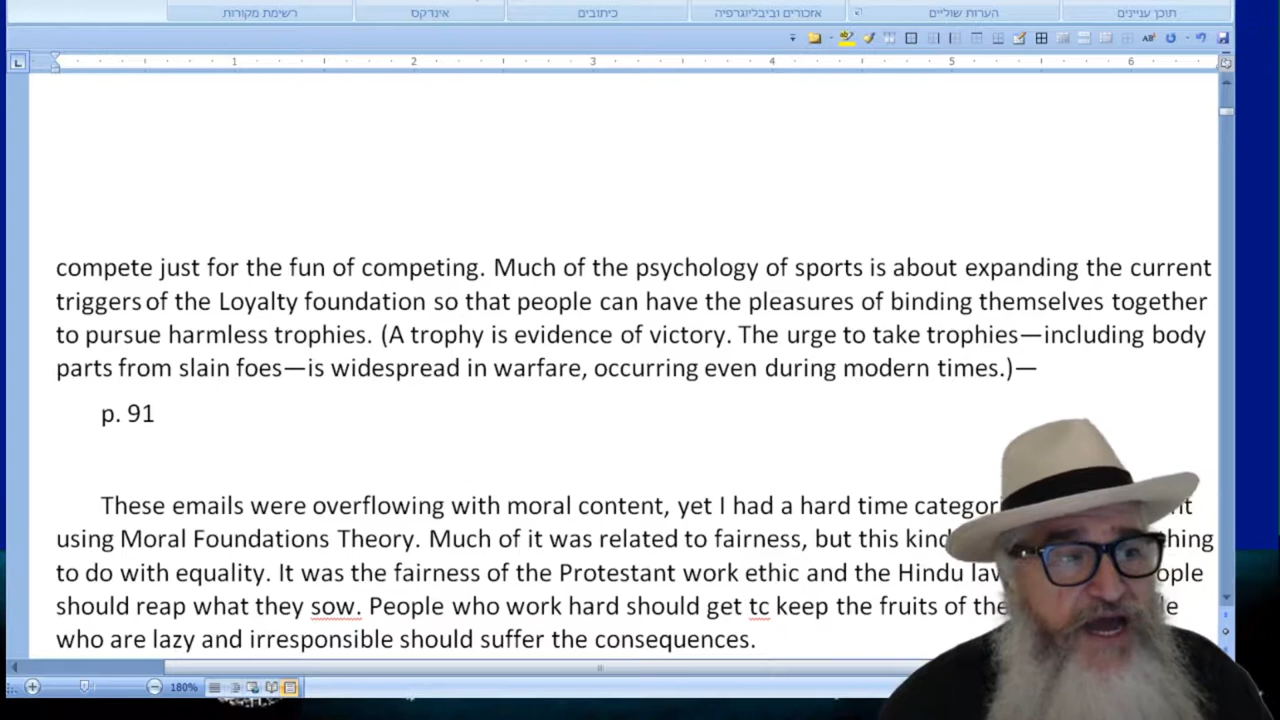 תוכן עניינים הערות שוליים אזכורים וביבליוגרפיה כיתובים אינדקס רשימת מקורות
1 2 3 4 5 6
compete just for the fun of competing. Much of the psychology of sports is about expanding the current
triggers of the Loyalty foundation so that people can have the pleasures of binding themselves together
to pursue harmless trophies. (A trophy is evidence of victory. The urge to take trophies—including body
parts from slain foes—is widespread in warfare, occurring even during modern times.)—
p. 91
These emails were overflowing with moral content, yet I had a hard time
using Moral Foundations Theory. Much of it was related to fairness, but this
to do with equality. It was the fairness of the Protestant work ethic and the Hindu
should reap what they sow. People who work hard should get tc keep the fruits of
who are lazy and irresponsible should suffer the consequences.
180%